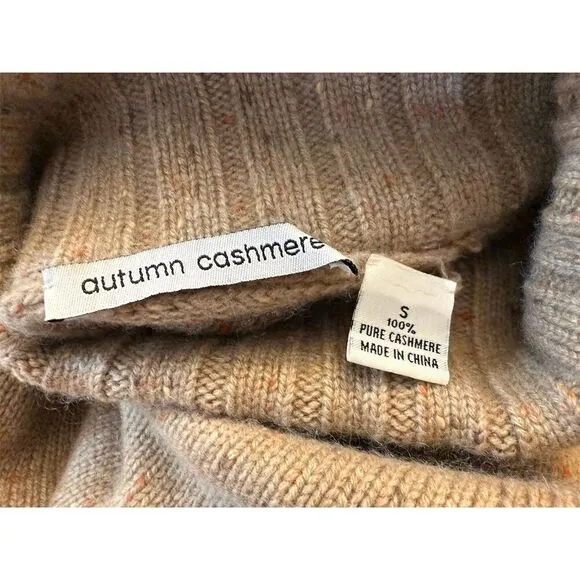 autumn cashmere
S
100%
PURE CASHMERE
MADE IN CHINA